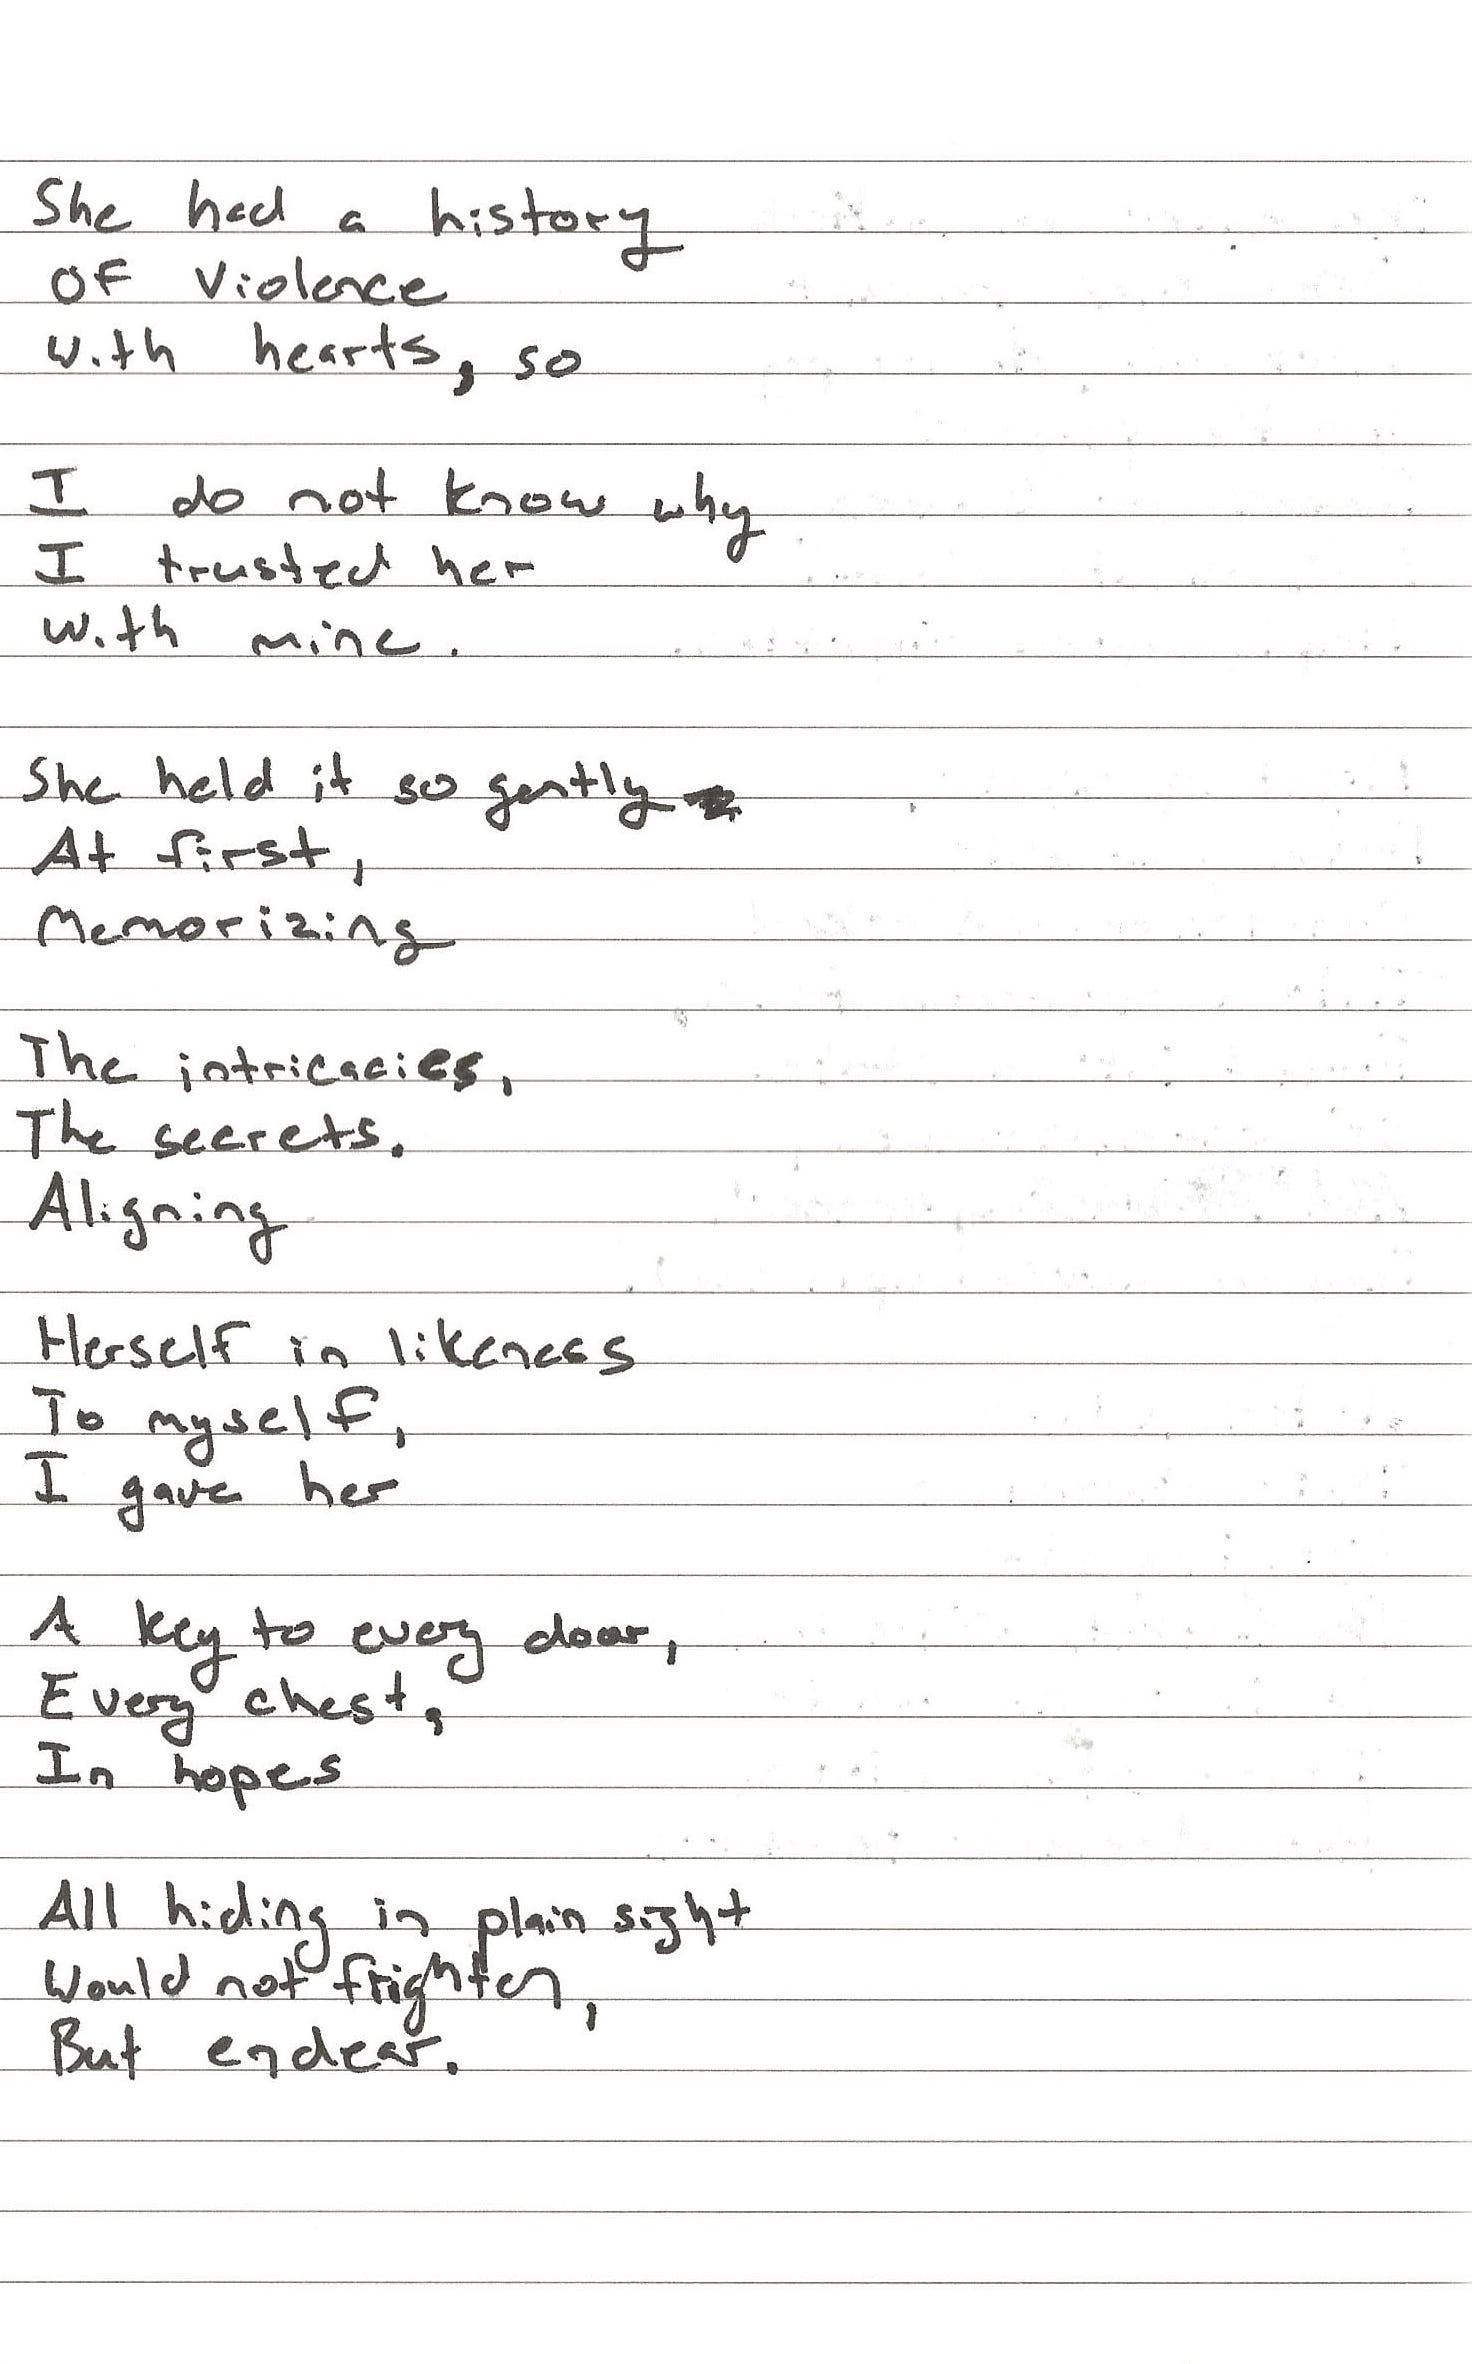 She had a history
Of Violence
With hearts, so
I do not know why
I trusted her
With mine.
She held it so gently
At first,
Memorizing
The intricacies,
The secrets.
Aligning
Herself in likeness
To myself,
I gave her
A key to every door,
Every chest,
In hopes
All hiding in plain sight
Would not frighten,
But endear.